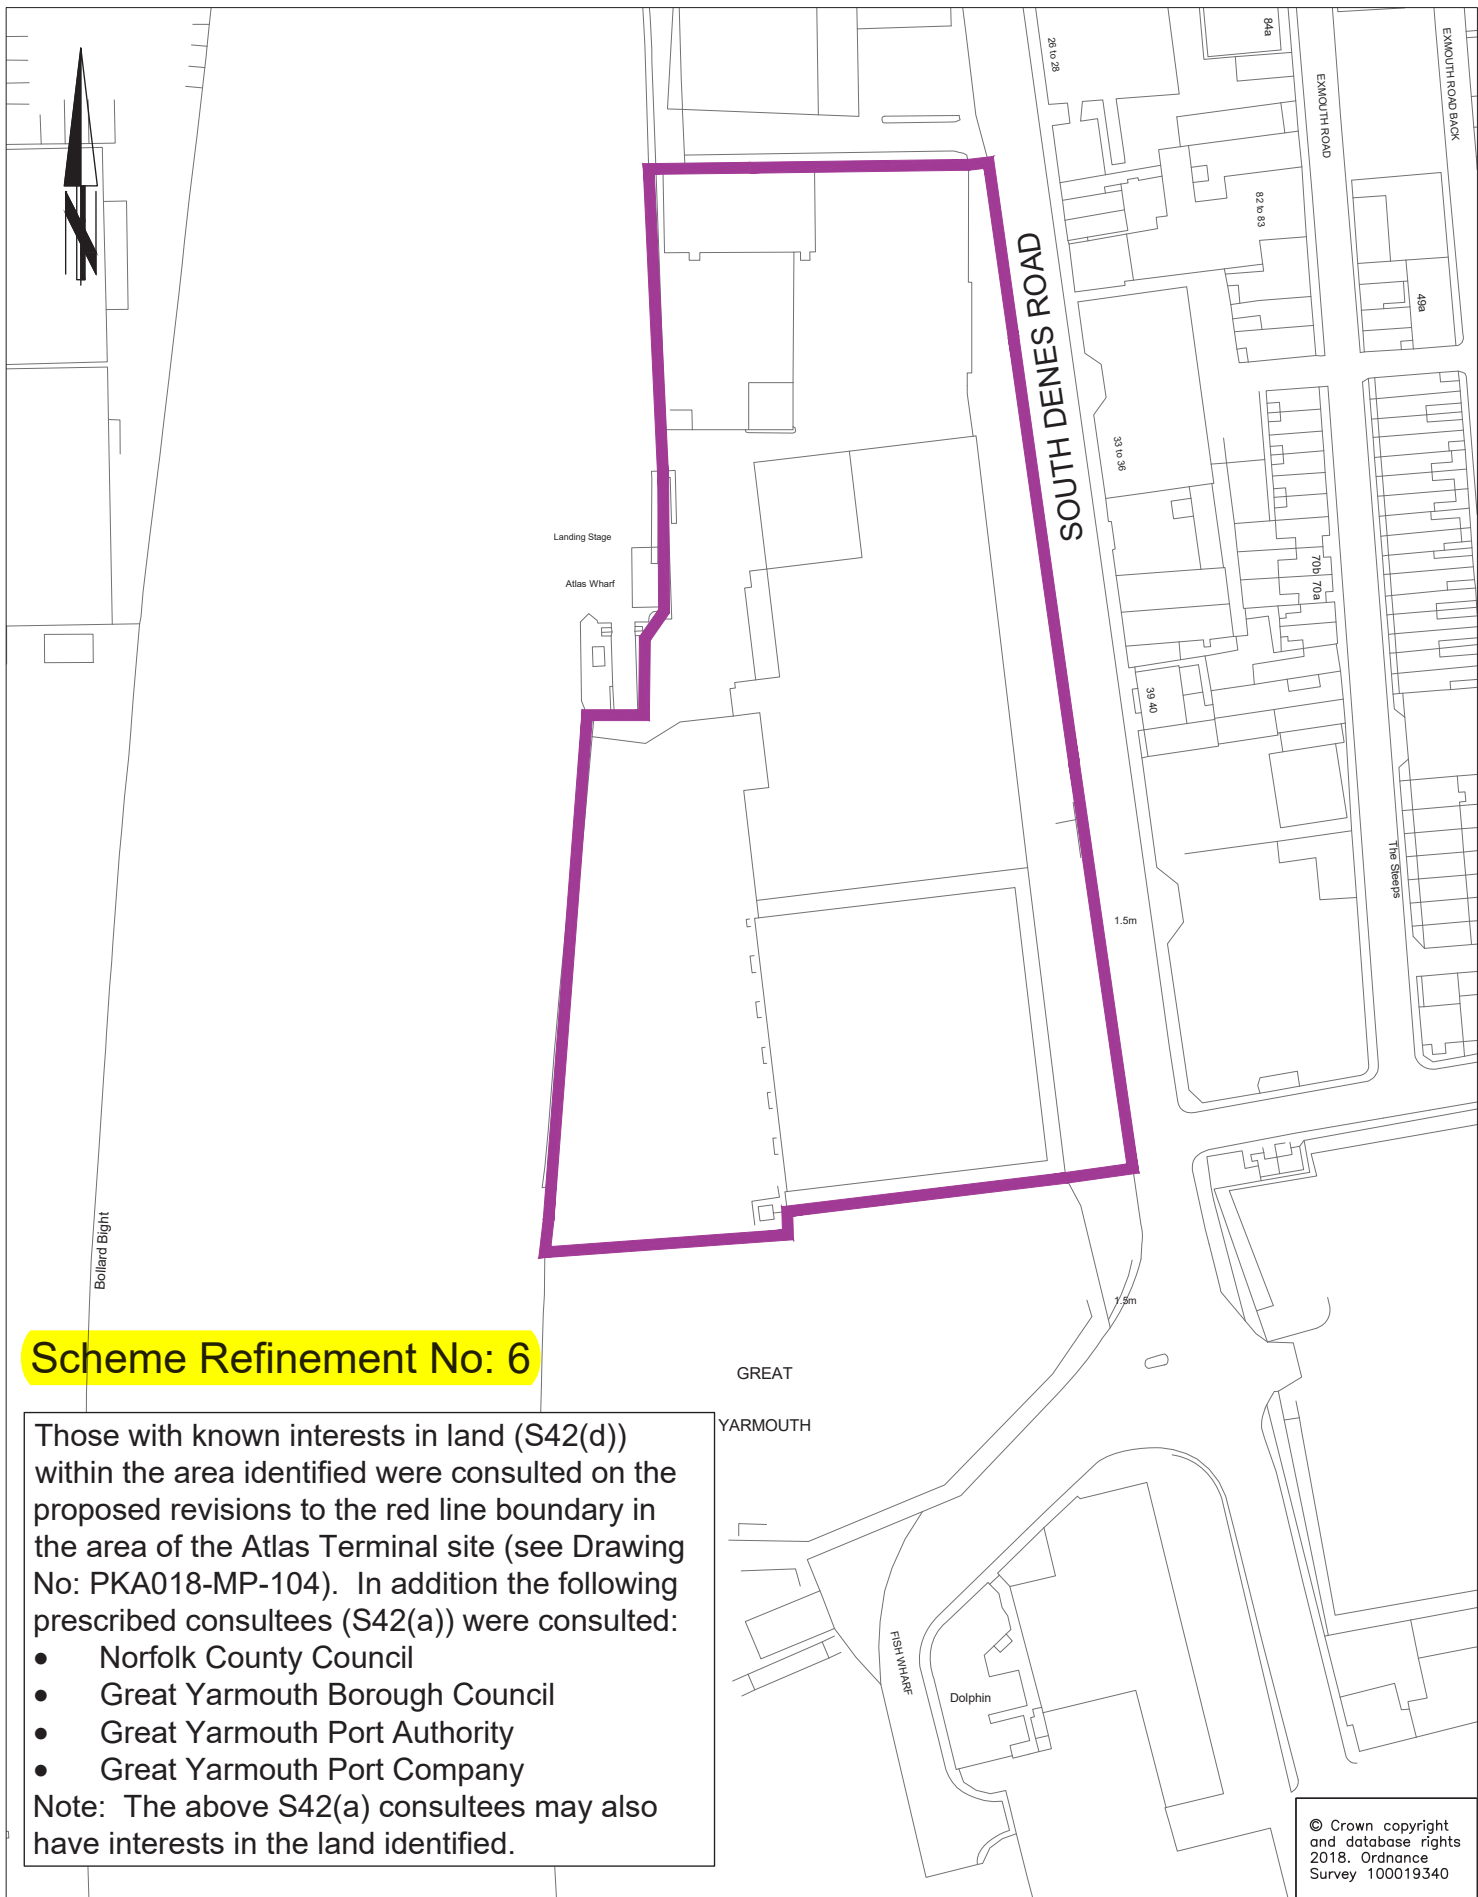 26 to 28
84a
EXMOUTH ROAD
EXMOUTH ROAD BACK
82 to 83
49a
SOUTH DENES ROAD
33 to 36
Landing Stage
Atlas Wharf
70b 70a
39 40
The Steeps
1.5m
Bollard Bight
1.5m
Scheme Refinement No: 6
GREAT
YARMOUTH
Those with known interests in land (S42(d))
within the area identified were consulted on the
proposed revisions to the red line boundary in
the area of the Atlas Terminal site (see Drawing
No: PKA018-MP-104). In addition the following
prescribed consultees (S42(a)) were consulted:
• Norfolk County Council
• Great Yarmouth Borough Council
• Great Yarmouth Port Authority
• Great Yarmouth Port Company
Note: The above S42(a) consultees may also
have interests in the land identified.
FISH WHARF
Dolphin
© Crown copyright
and database rights
2018. Ordnance
Survey 100019340
N